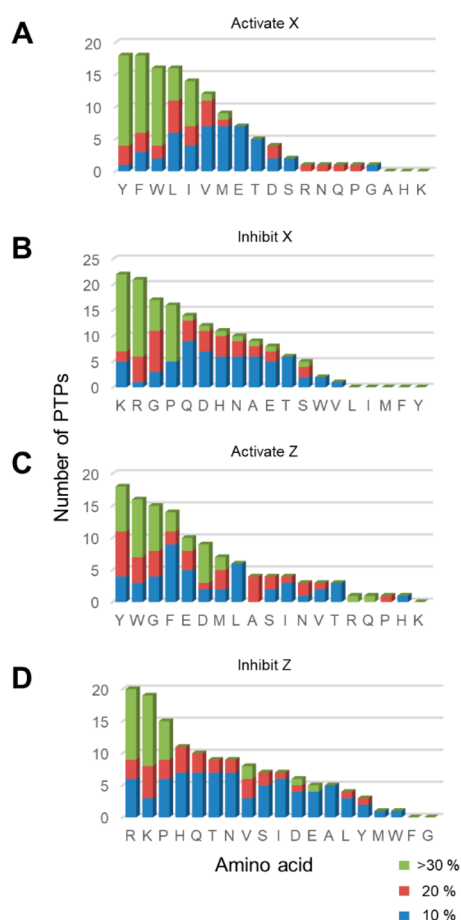 A
Activate X
20
15
10
5
0
Y F W L I V M E T D S R N Q P G A H K
B
Inhibit X
25
20
15
10
5
0
K R G P Q D H N A E T S W V L I M F Y
Number of PTPs
C
Activate Z
20
15
10
5
0
Y W G F E D M L A S I N V T R Q P H K
D
Inhibit Z
20
15
10
5
0
R K P H Q T N V S I D E A L Y M W F G
Amino acid
>30 %
20 %
10 %